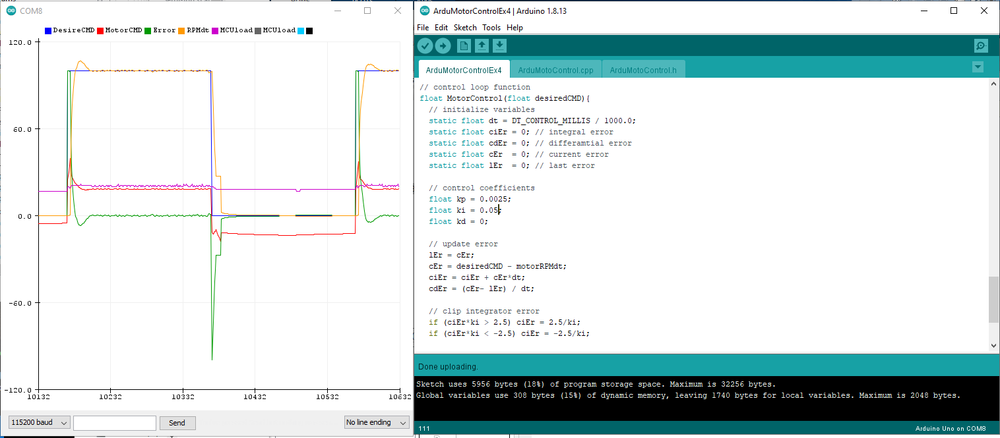 COM8
DesireCMD MotorCMD Error RPMdt MCUload MCUload
120.0
60.0
0.0
-60.0
-120.0
10132 10232 10332 10432 10532 10632
115200 baud Send No line ending
ArduMotorControlEx4 | Arduino 1.8.13
File Edit Sketch Tools Help
ArduMotorControlEx4 ArduMotoControl.cpp ArduMotoControl.h
// control loop function
float MotorControl(float desiredCMD){
// initialize variables
static float dt = DT_CONTROL_MILLIS / 1000.0;
static float ciEr = 0; // integral error
static float cdEr = 0; // differamtial error
static float cEr  = 0; // current error
static float lEr  = 0; // last error
// control coefficients
float kp = 0.0025;
float ki = 0.05;
float kd = 0;
// update error
lEr = cEr;
cEr = desiredCMD - motorRPMdt;
ciEr = ciEr + cEr*dt;
cdEr = (cEr- lEr) / dt;
// clip integrator error
if (ciEr*ki > 2.5) ciEr = 2.5/ki;
if (ciEr*ki < -2.5) ciEr = -2.5/ki;
Done uploading.
Sketch uses 5956 bytes (18%) of program storage space. Maximum is 32256 bytes.
Global variables use 308 bytes (15%) of dynamic memory, leaving 1740 bytes for local variables. Maximum is 2048 bytes.
111 Arduino Uno on COM8